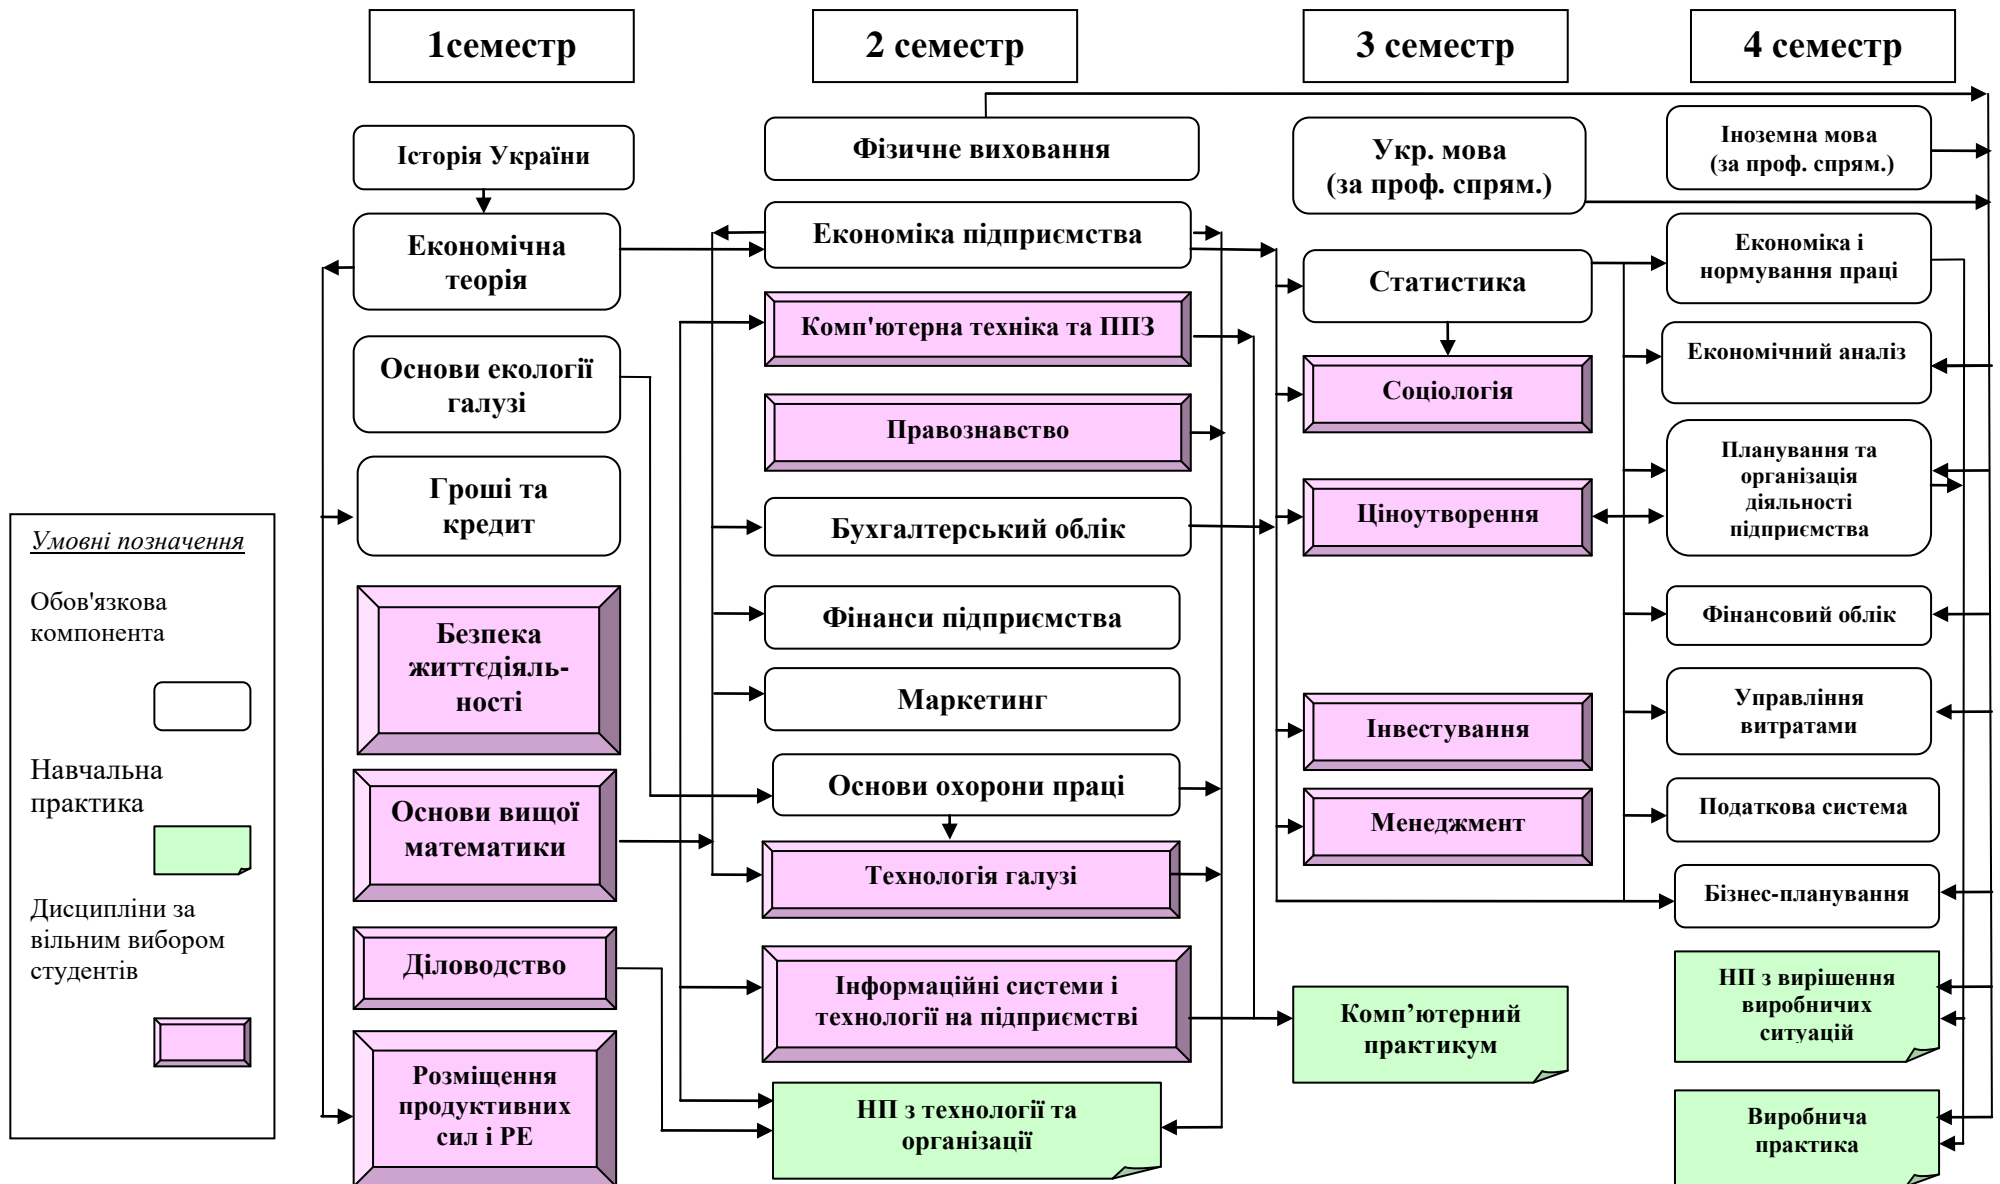 1семестр
2 семестр
3 семестр
4 семестр
Історія України
Економічна
теорія
Основи екології
галузі
Гроші та
кредит
Безпека
життєдіяль-
ності
Основи вищої
математики
Діловодство
Розміщення
продуктивних
сил і РЕ
Фізичне виховання
Економіка підприємства
Комп'ютерна техніка та ППЗ
Правознавство
Бухгалтерський облік
Фінанси підприємства
Маркетинг
Основи охорони праці
Технологія галузі
Інформаційні системи і
технології на підприємстві
НП з технології та
організації
Укр. мова
(за проф. спрям.)
Статистика
Соціологія
Ціноутворення
Інвестування
Менеджмент
Комп’ютерний
практикум
Іноземна мова
(за проф. спрям.)
Економіка і
нормування праці
Економічний аналіз
Планування та
організація
діяльності
підприємства
Фінансовий облік
Управління
витратами
Податкова система
Бізнес-планування
НП з вирішення
виробничих
ситуацій
Виробнича
практика
Умовні позначення
Обов'язкова
компонента
Навчальна
практика
Дисципліни за
вільним вибором
студентів